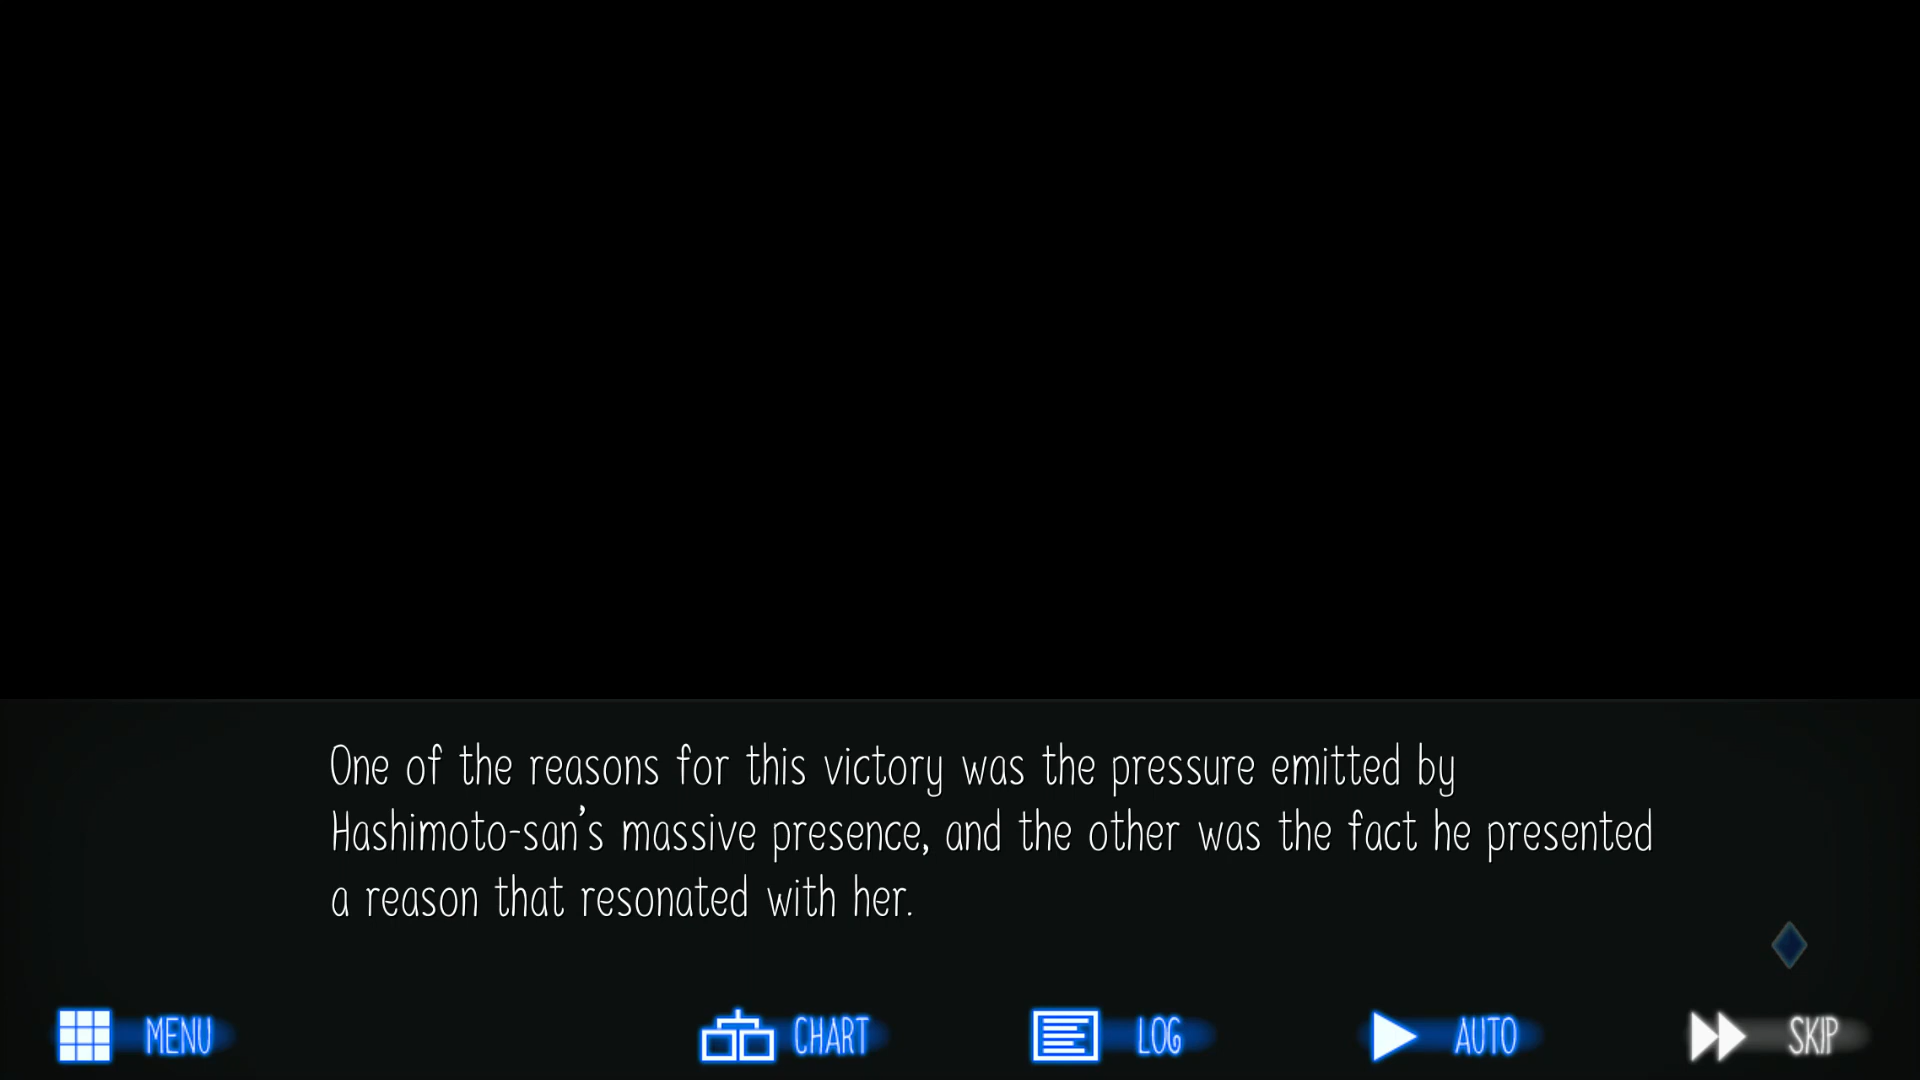 One of the reasons for this victory was the pressure emitted by
Hashimoto-san's massive presence, and the other was the fact he presented
a reason that resonated with her.
MENU
CHART
LOG
AUTO
SKIP